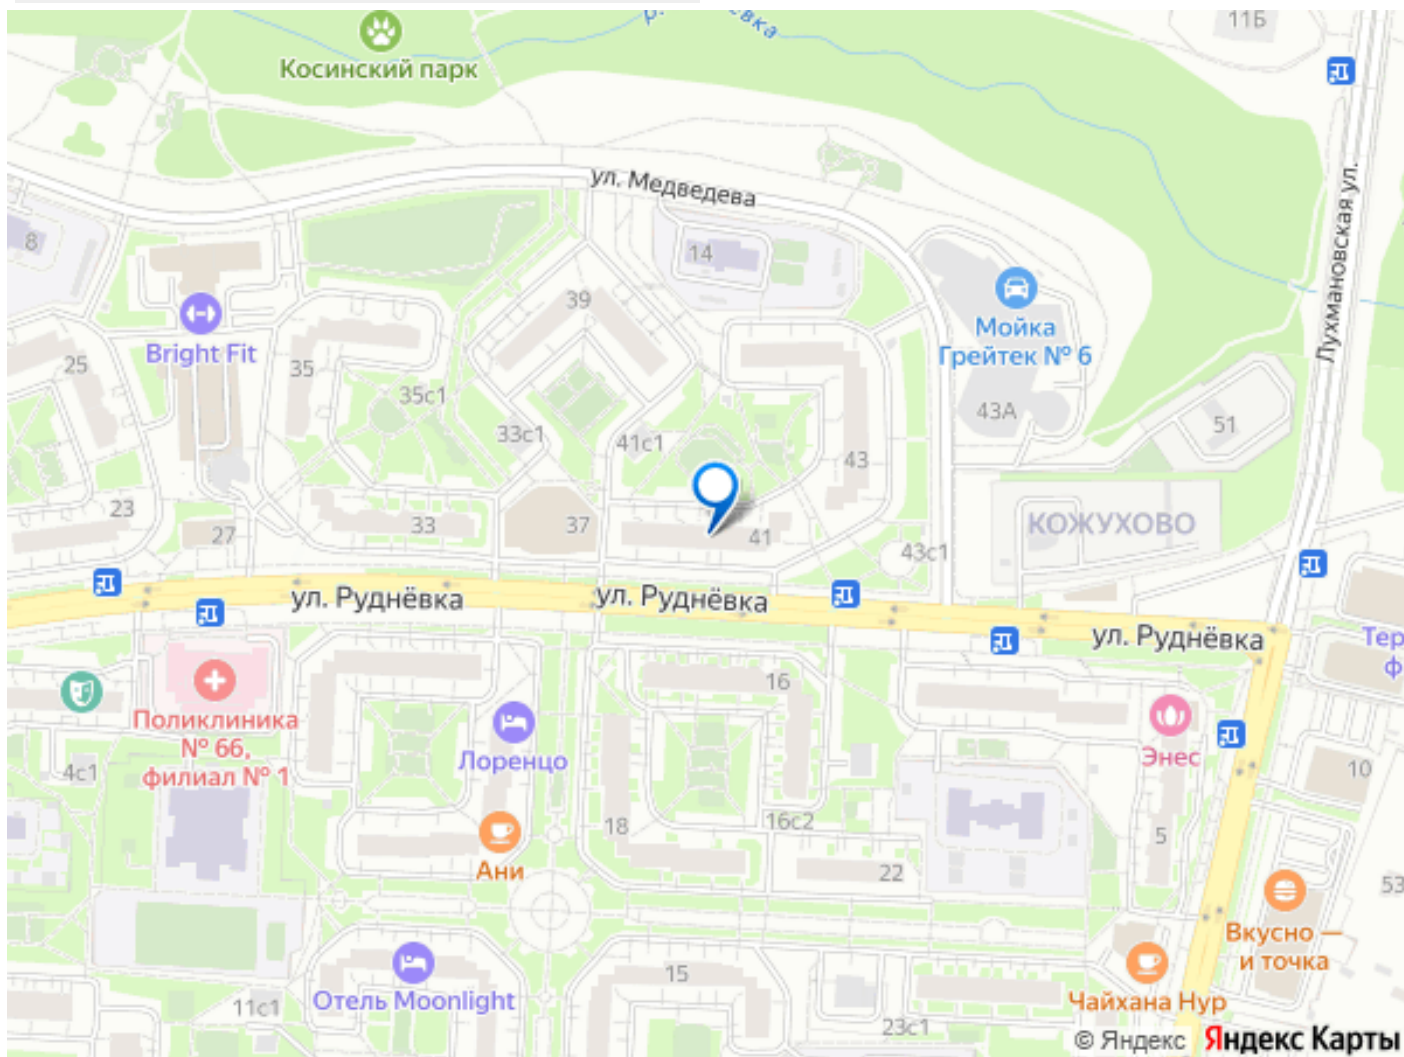 11Б
Косинский парк
ул. Медведева
Лухмановская ул.
8
14
39
Мойка
Грейтек № 6
Bright Fit
25
35
35с1
43А
51
33с1
41с1
43
23
27
33
37
41
КОЖУХОВО
43с1
ул. Руднёвка
ул. Руднёвка
ул. Руднёвка
16
Поликлиника
№ 66,
филиал № 1
4с1
Лоренцо
Энес
10
18
16с2
5
Ани
22
53
Вкусно —
и точка
15
Отель Moonlight
11с1
Чайхана Нур
23с1
© Яндекс Яндекс Карты